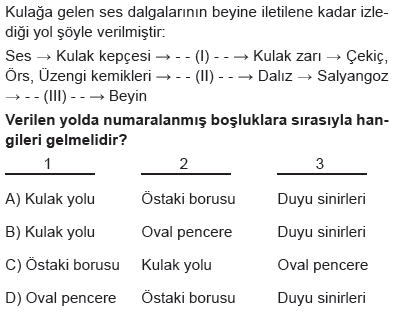 Kulağa gelen ses dalgalarının beyine iletilene kadar izle-
diği yol şöyle verilmiştir:
Ses → Kulak kepçesi → - - (I) - - → Kulak zarı → Çekiç,
Örs, Üzengi kemikleri → - - (II) - - → Dalız → Salyangoz
→ - - (III) - - → Beyin
Verilen yolda numaralanmış boşluklara sırasıyla han-
gileri gelmelidir?
1 2 3
A) Kulak yolu Östaki borusu Duyu sinirleri
B) Kulak yolu Oval pencere Duyu sinirleri
C) Östaki borusu Kulak yolu Oval pencere
D) Oval pencere Östaki borusu Duyu sinirleri